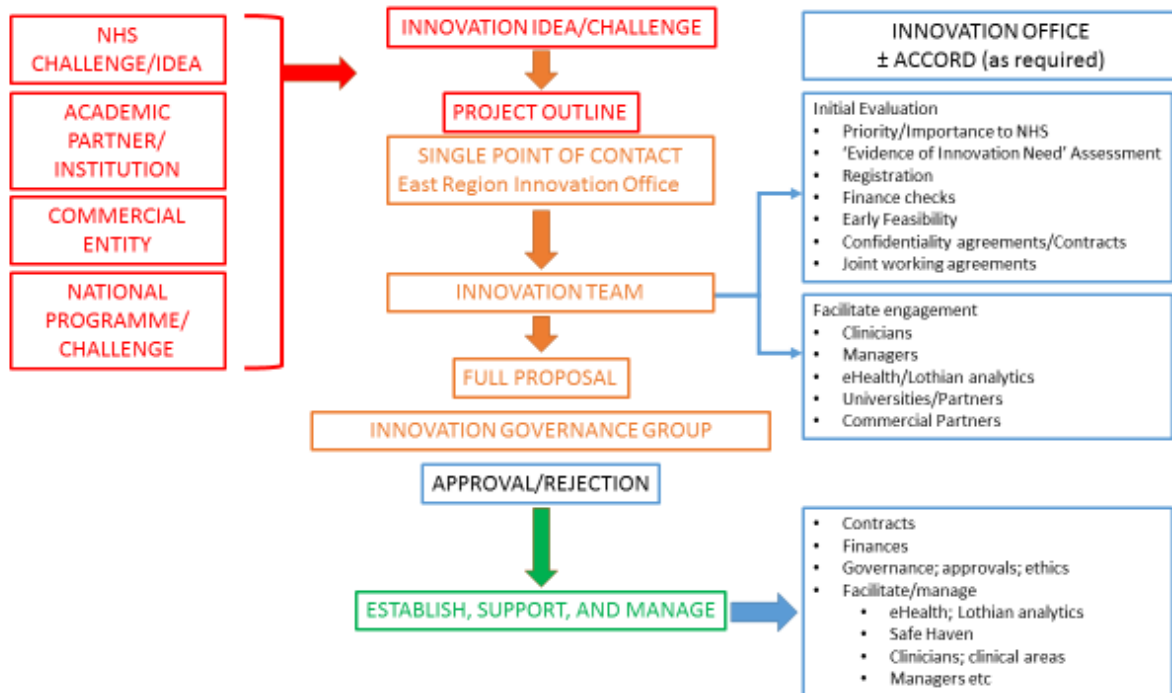 NHS
CHALLENGE/IDEA
ACADEMIC
PARTNER/
INSTITUTION
COMMERCIAL
ENTITY
NATIONAL
PROGRAMME/
CHALLENGE
INNOVATION IDEA/CHALLENGE
PROJECT OUTLINE
SINGLE POINT OF CONTACT
East Region Innovation Office
INNOVATION TEAM
FULL PROPOSAL
INNOVATION GOVERNANCE GROUP
APPROVAL/REJECTION
ESTABLISH, SUPPORT, AND MANAGE
INNOVATION OFFICE
± ACCORD (as required)
Initial Evaluation
• Priority/Importance to NHS
• ‘Evidence of Innovation Need’ Assessment
• Registration
• Finance checks
• Early Feasibility
• Confidentiality agreements/Contracts
• Joint working agreements
Facilitate engagement
• Clinicians
• Managers
• eHealth/Lothian analytics
• Universities/Partners
• Commercial Partners
• Contracts
• Finances
• Governance; approvals; ethics
• Facilitate/manage
• eHealth; Lothian analytics
• Safe Haven
• Clinicians; clinical areas
• Managers etc